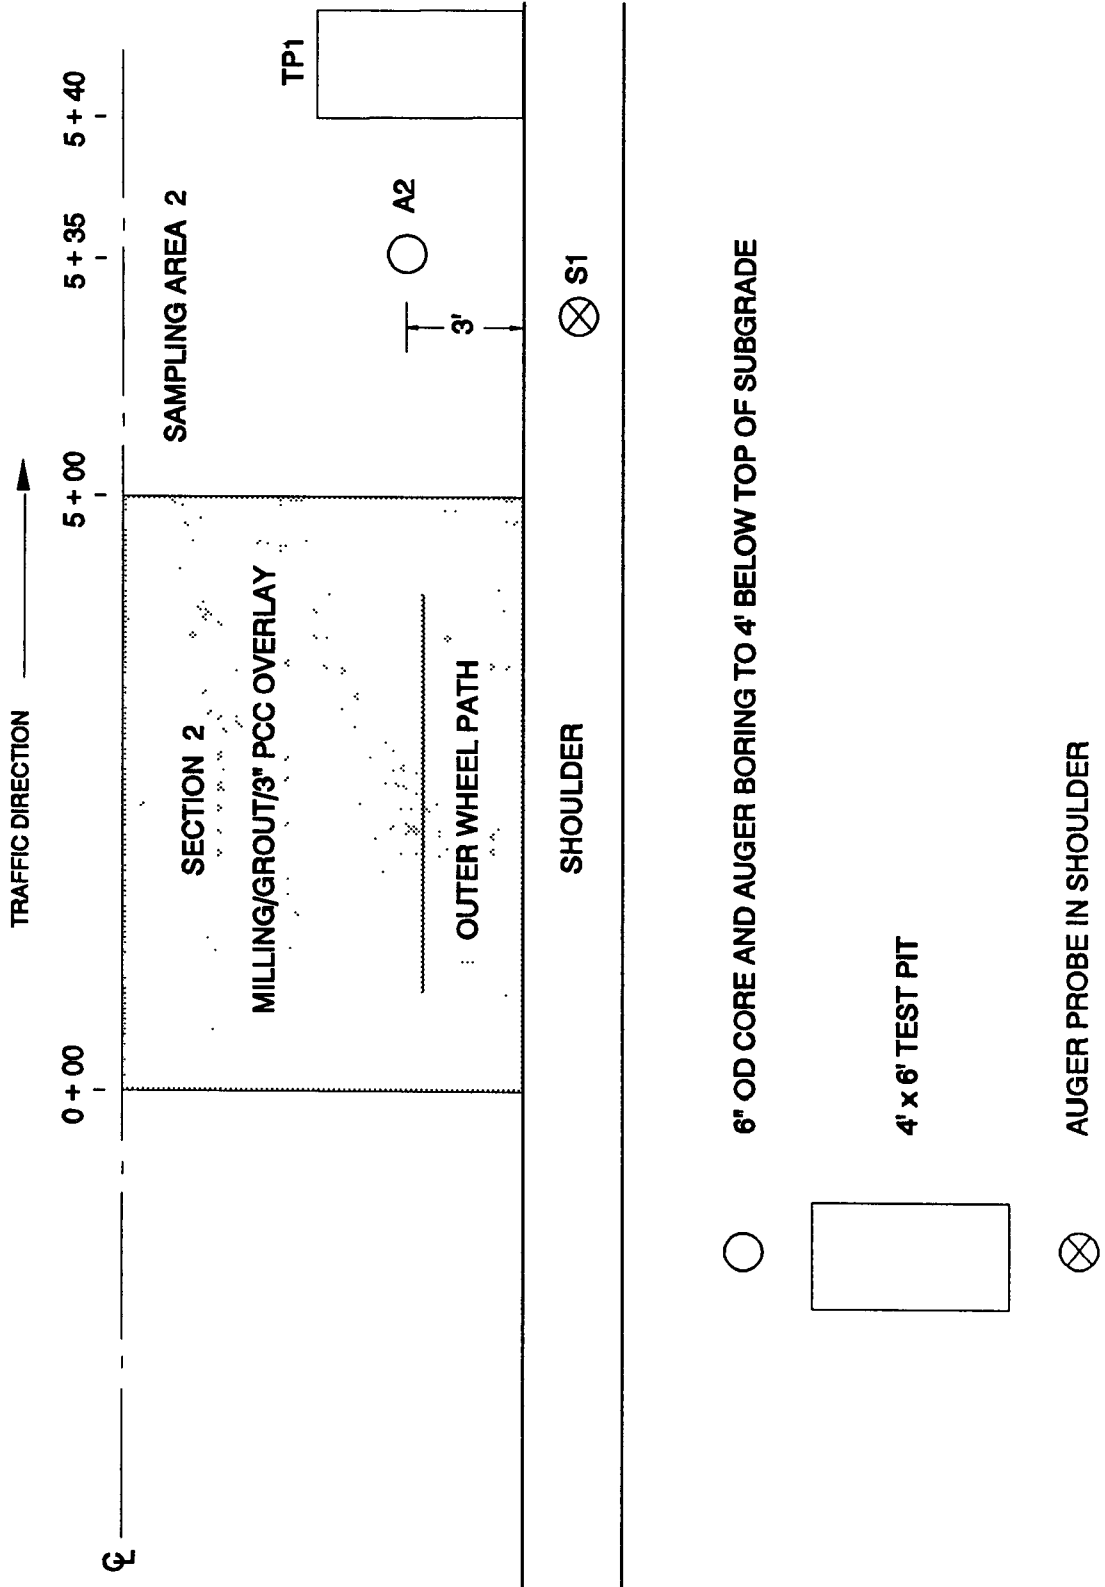 TRAFFIC DIRECTION
0 + 00
5 + 00
5 + 35
5 + 40
℄
SECTION 2
MILLING/GROUT/3" PCC OVERLAY
OUTER WHEEL PATH
SAMPLING AREA 2
TP1
A2
3'
S1
SHOULDER
6" OD CORE AND AUGER BORING TO 4' BELOW TOP OF SUBGRADE
4' x 6' TEST PIT
AUGER PROBE IN SHOULDER